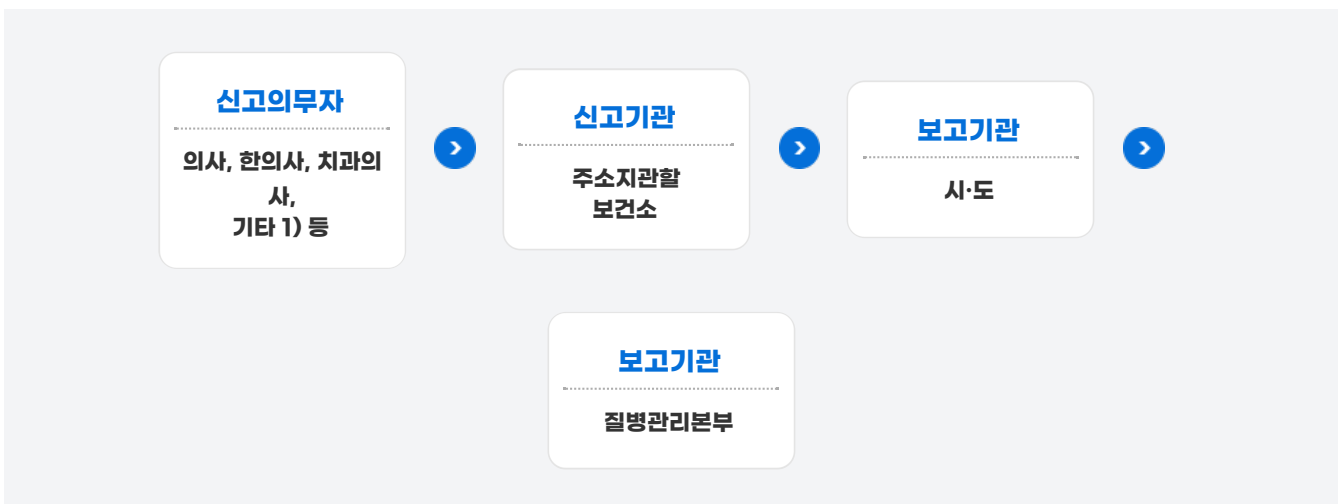 신고의무자
의사, 한의사, 치과의
사,
기타 1) 등
신고기관
주소지관할
보건소
보고기관
시·도
보고기관
질병관리본부